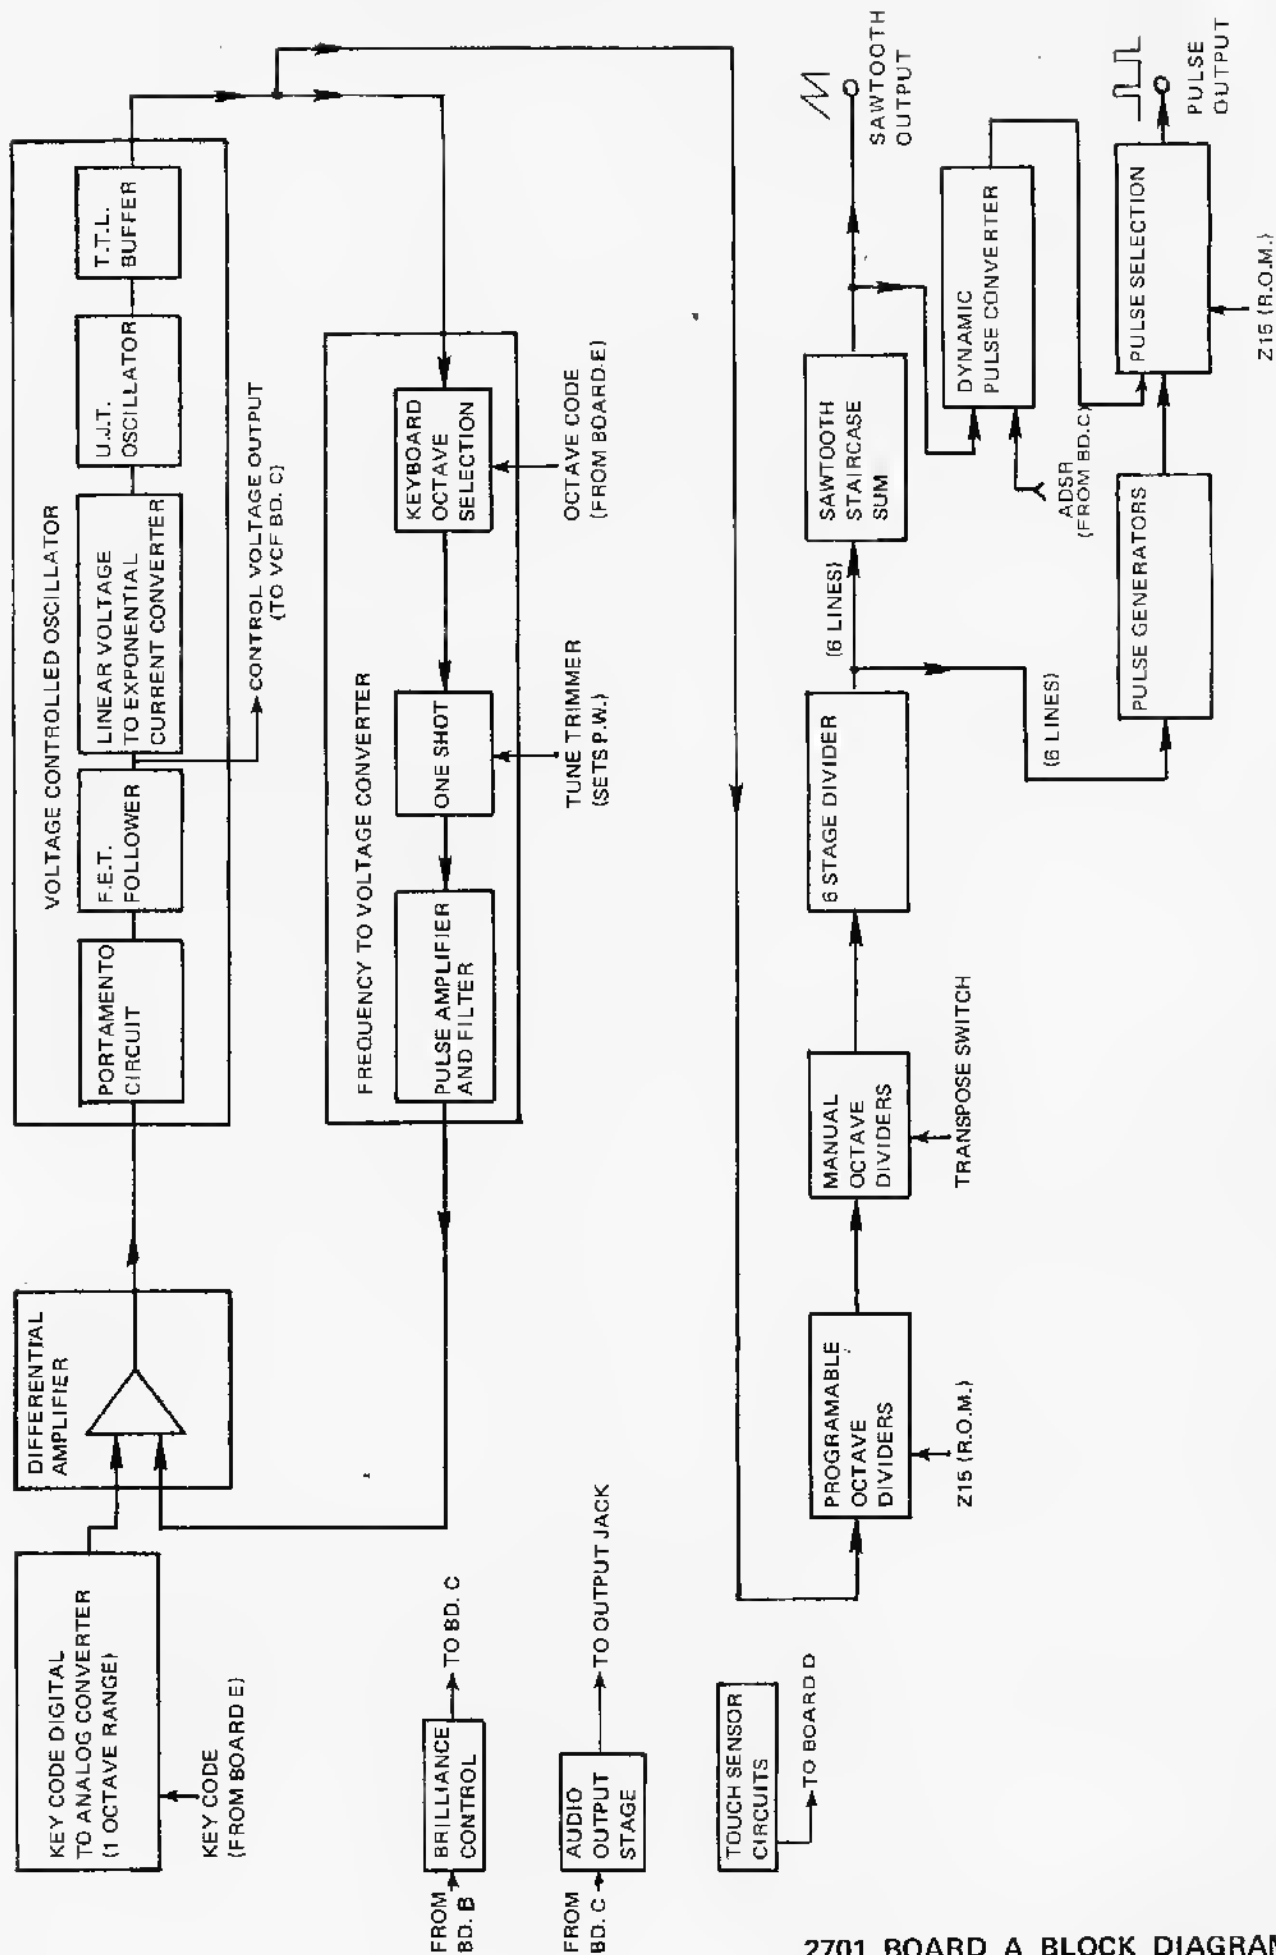 KEY CODE DIGITAL
TO ANALOG CONVERTER
(1 OCTAVE RANGE)
KEY CODE
(FROM BOARD E)
DIFFERENTIAL
AMPLIFIER
VOLTAGE CONTROLLED OSCILLATOR
PORTAMENTO
CIRCUIT
F.E.T.
FOLLOWER
LINEAR VOLTAGE
TO EXPONENTIAL
CURRENT CONVERTER
U.J.T.
OSCILLATOR
T.T.L.
BUFFER
CONTROL VOLTAGE OUTPUT
(TO VCF BD. C)
FREQUENCY TO VOLTAGE CONVERTER
PULSE AMPLIFIER
AND FILTER
ONE SHOT
KEYBOARD
OCTAVE
SELECTION
TUNE TRIMMER
(SETS P.W.)
OCTAVE CODE
(FROM BOARD E)
FROM
BD. B
BRILLIANCE
CONTROL
TO BD. C
FROM
BD. C
AUDIO
OUTPUT
STAGE
TO OUTPUT JACK
TOUCH SENSOR
CIRCUITS
TO BOARD D
PROGRAMABLE
OCTAVE
DIVIDERS
Z15 (R.O.M.)
MANUAL
OCTAVE
DIVIDERS
TRANSPOSE SWITCH
6 STAGE DIVIDER
(6 LINES)
(6 LINES)
SAWTOOTH
STAIRCASE
SUM
SAWTOOTH
OUTPUT
DYNAMIC
PULSE CONVERTER
ADSR
(FROM BD.C)
PULSE GENERATORS
PULSE SELECTION
Z15 (R.O.M.)
PULSE
OUTPUT
2701 BOARD A BLOCK DIAGRAM